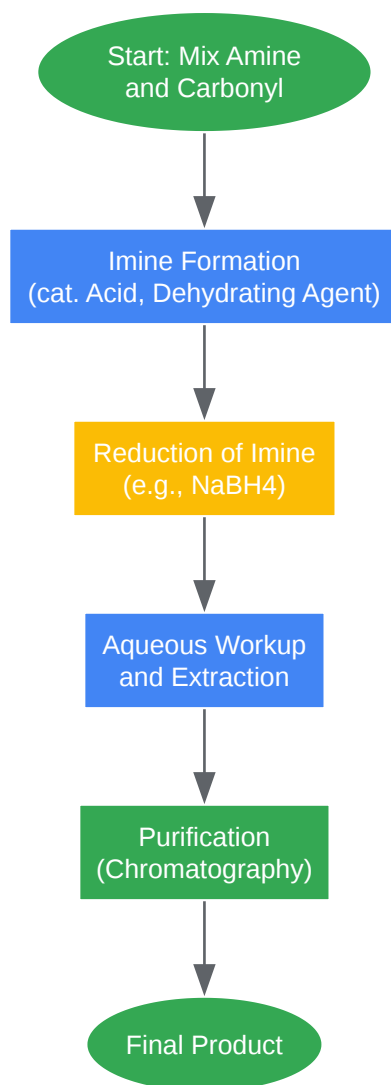 Start: Mix Amine
and Carbonyl
Imine Formation
(cat. Acid, Dehydrating Agent)
Reduction of Imine
(e.g., NaBH4)
Aqueous Workup
and Extraction
Purification
(Chromatography)
Final Product